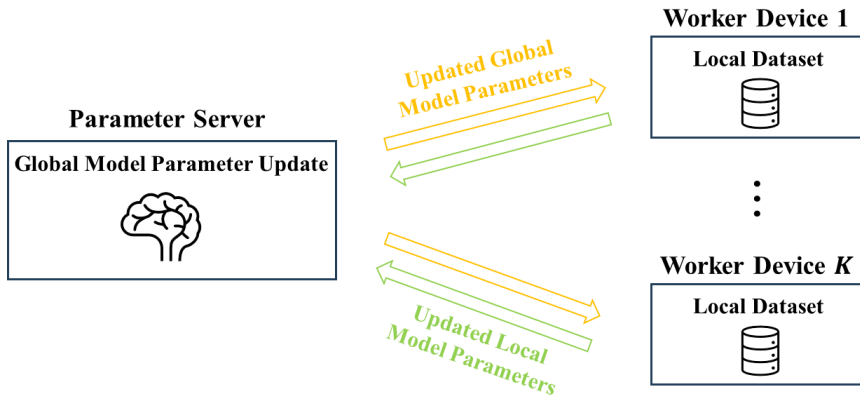 Parameter Server
Global Model Parameter Update
Updated Global
Model Parameters
Updated Local
Model Parameters
Worker Device 1
Local Dataset
Worker Device K
Local Dataset